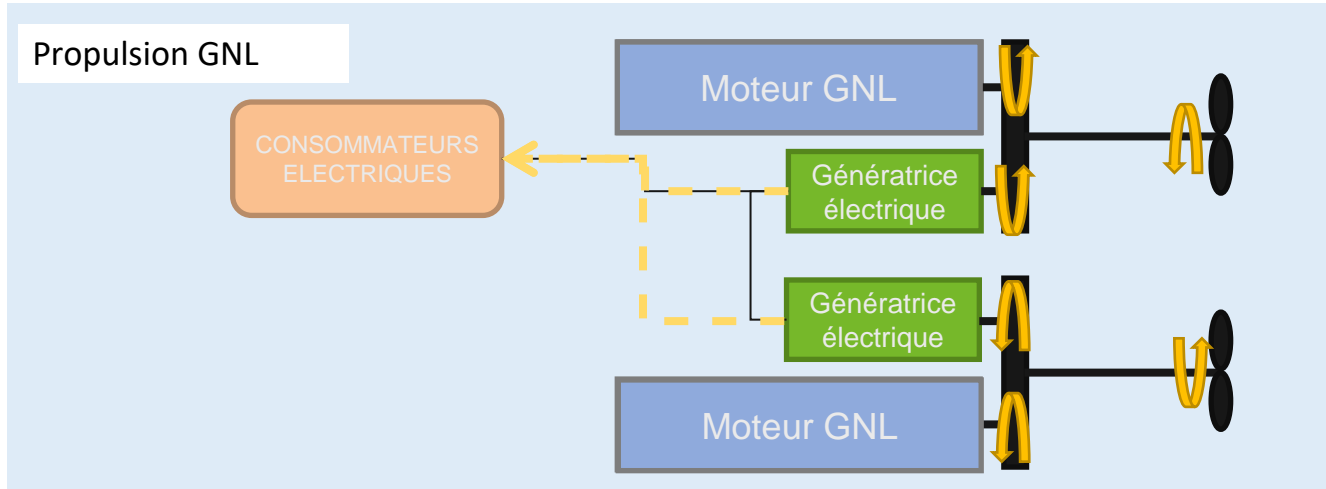 Propulsion GNL
Moteur GNL
CONSOMMATEURS
ELECTRIQUES
Génératrice
électrique
Génératrice
électrique
Moteur GNL